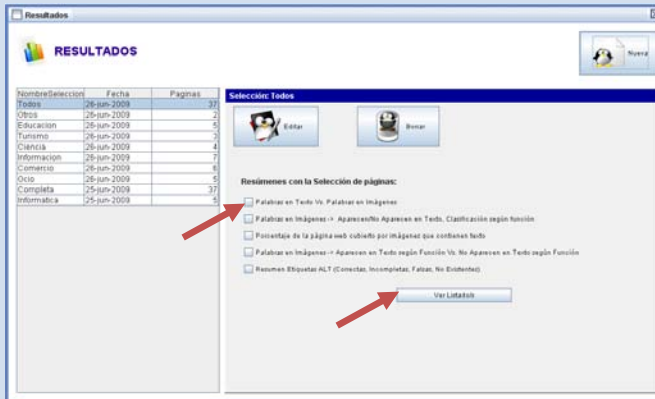 Resultados
RESULTADOS
Nueva
NombreSeleccion Fecha Paginas
Todos 26-jun-2009 37
Otros 26-jun-2009 2
Educacion 26-jun-2009 5
Turismo 26-jun-2009 3
Ciencia 26-jun-2009 4
Informacion 26-jun-2009 7
Comercio 26-jun-2009 6
Ocio 26-jun-2009 5
Completa 25-jun-2009 37
Informatica 25-jun-2009 5
Selección: Todos
Editar
Borrar
Resúmenes con la Selección de páginas:
Palabras en Texto Vs. Palabras en Imágenes
Palabras en Imágenes-> Aparecen/No Aparecen en Texto, Clasificación según función
Porcentaje de la página web cubierto por imágenes que contienen texto
Palabras en Imágenes-> Aparecen en Texto según Función Vs. No Aparecen en Texto según Función
Resumen Etiquetas ALT (Correctas, Incompletas, Falsas, No Existentes)
Ver Listado/s